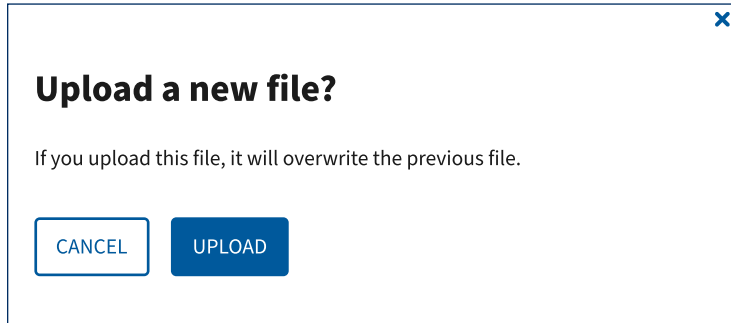 Upload a new file?
If you upload this file, it will overwrite the previous file.
CANCEL
UPLOAD